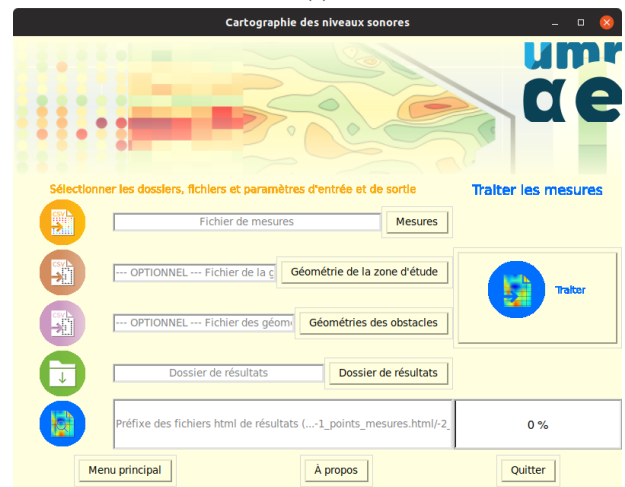 Cartographie des niveaux sonores
umr
ae
Sélectionner les dossiers, fichiers et paramètres d'entrée et de sortie
Traiter les mesures
CSV
Fichier de mesures
Mesures
CSV
--- OPTIONNEL --- Fichier de la g
Géométrie de la zone d'étude
Traiter
CSV
--- OPTIONNEL --- Fichier des géom
Géométries des obstacles
Dossier de résultats
Dossier de résultats
Préfixe des fichiers html de résultats (...-1_points_mesures.html/-2_
0 %
Menu principal
À propos
Quitter